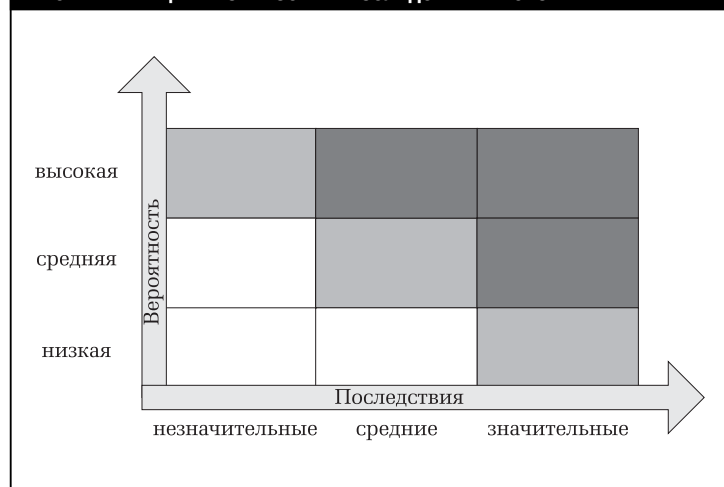 высокая
средняя
низкая
Вероятность
Последствия
незначительные средние значительные